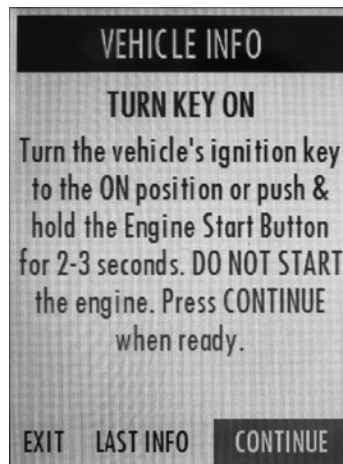 VEHICLE INFO
TURN KEY ON
Turn the vehicle's ignition key
to the ON position or push &
hold the Engine Start Button
for 2-3 seconds. DO NOT START
the engine. Press CONTINUE
when ready.
EXIT LAST INFO CONTINUE